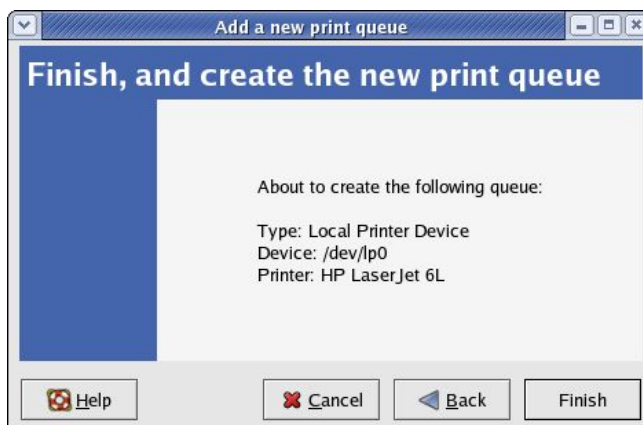 Add a new print queue
Finish, and create the new print queue
About to create the following queue:
Type: Local Printer Device
Device: /dev/lp0
Printer: HP LaserJet 6L
Help
Cancel
Back
Finish